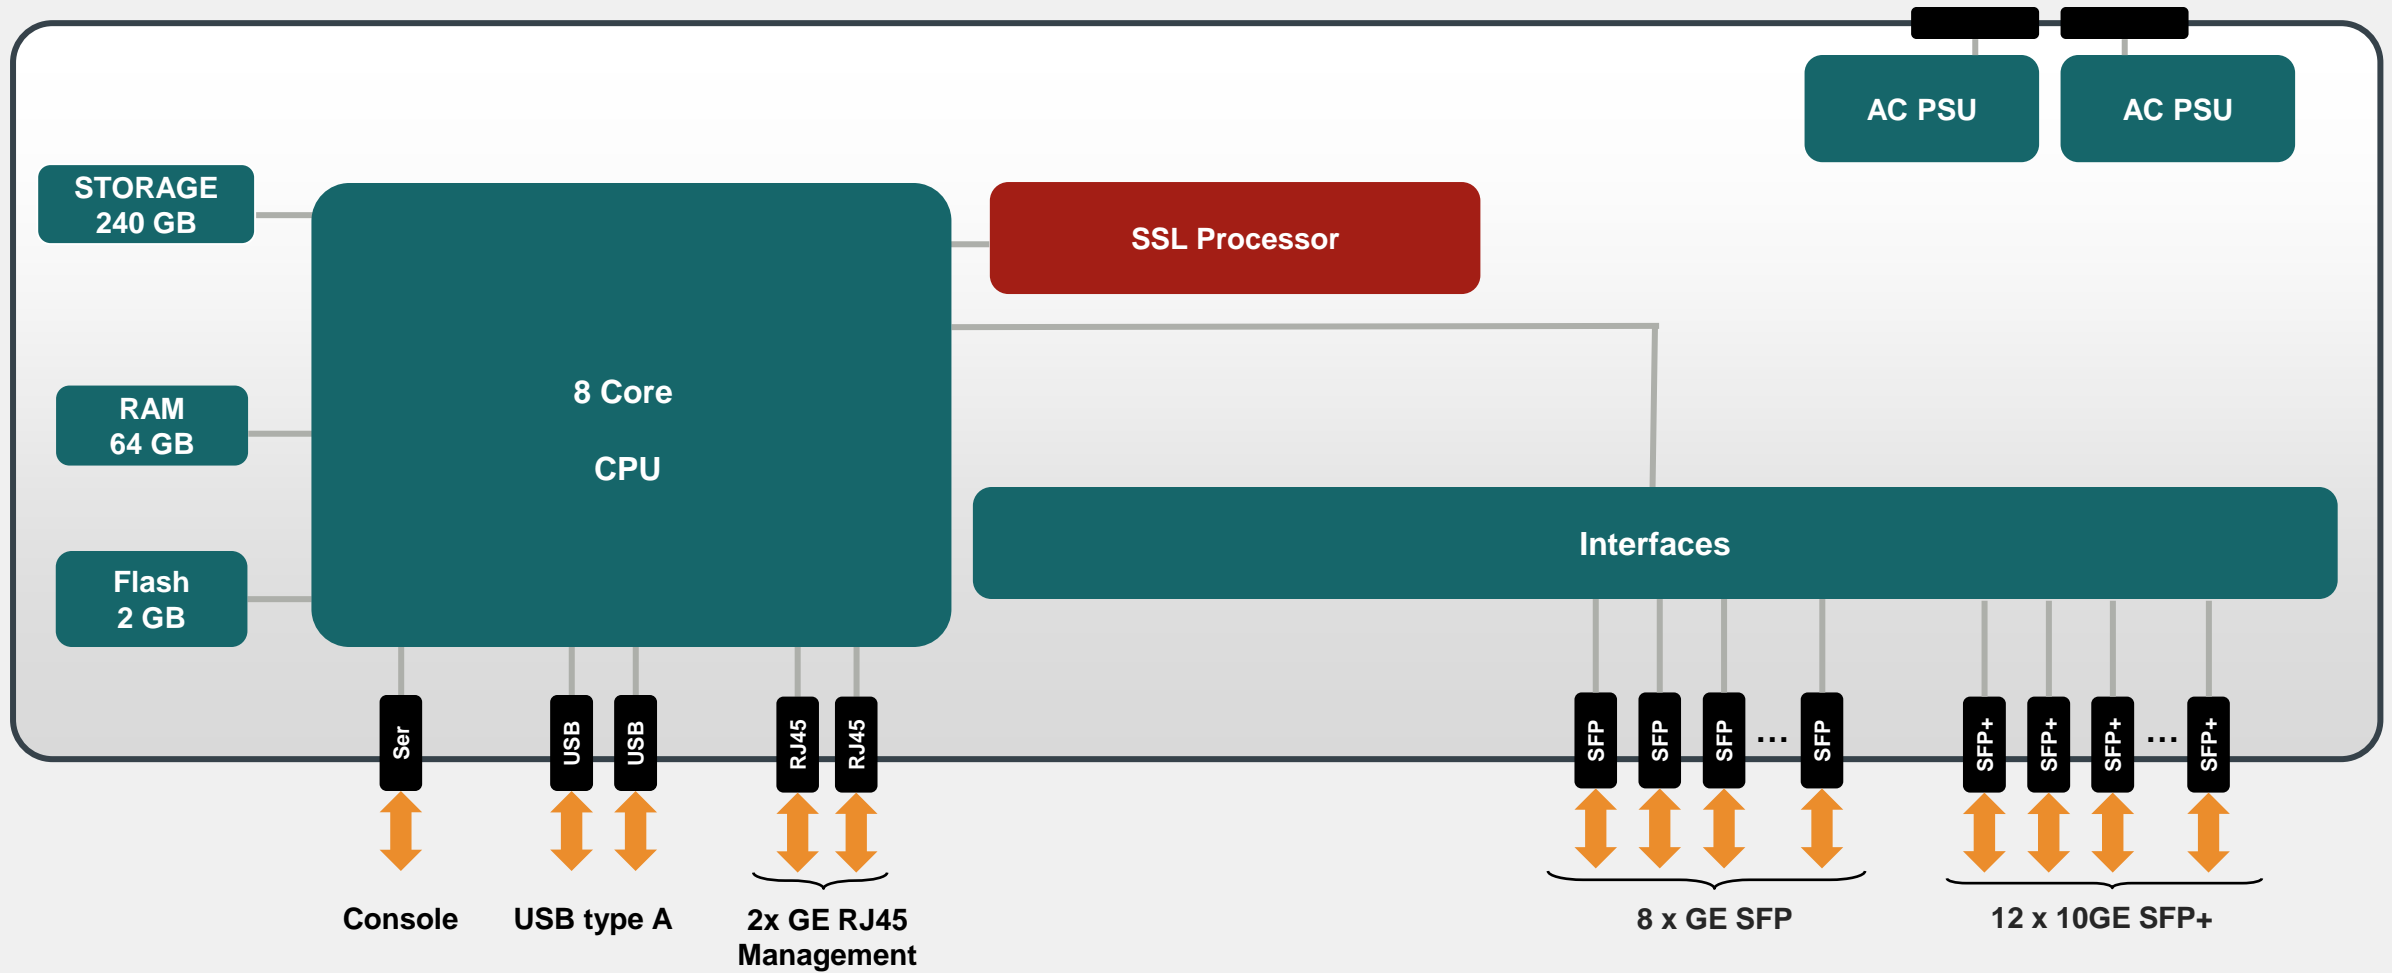 AC PSU
AC PSU
STORAGE
240 GB
SSL Processor
8 Core
CPU
RAM
64 GB
Interfaces
Flash
2 GB
Ser
USB
USB
RJ45
RJ45
SFP
SFP
SFP
...
SFP
SFP+
SFP+
SFP+
...
SFP+
Console
USB type A
2x GE RJ45
Management
8 x GE SFP
12 x 10GE SFP+